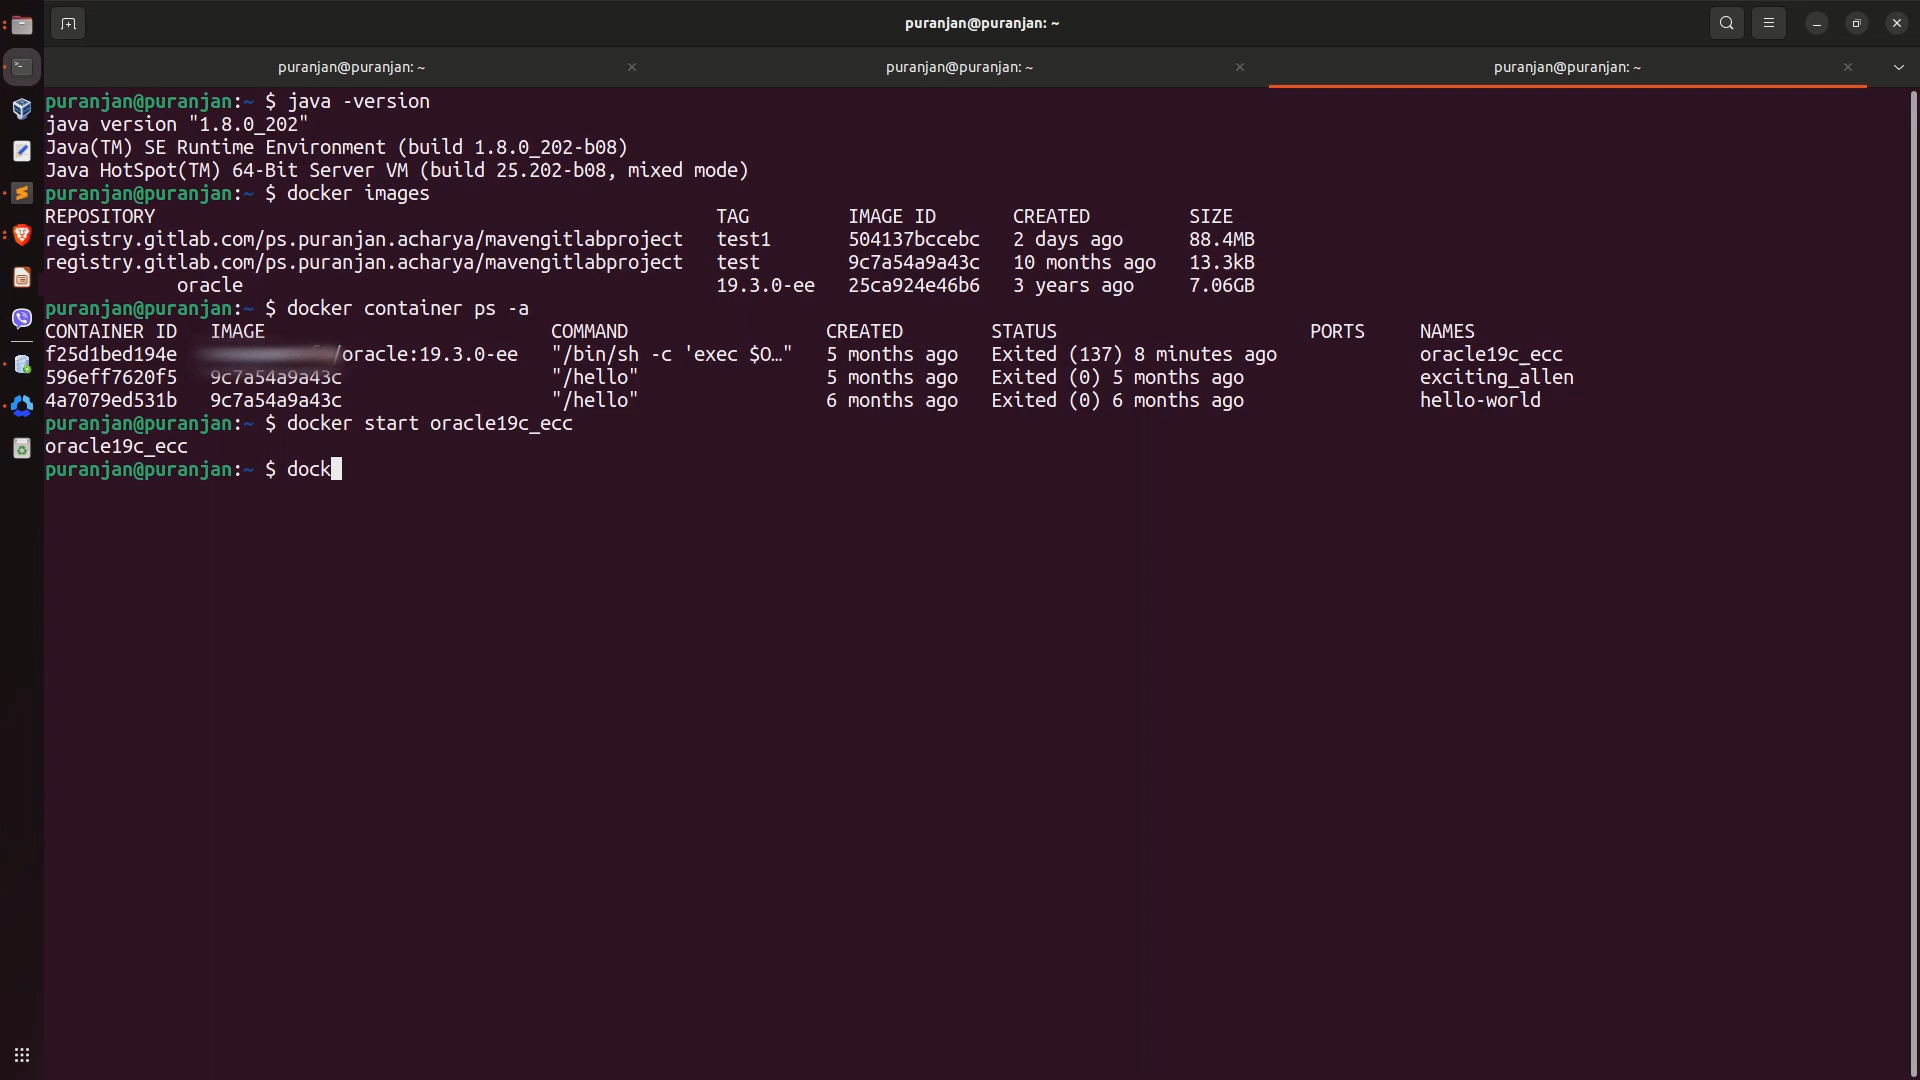 puranjan@puranjan: ~
puranjan@puranjan: ~ puranjan@puranjan: ~ puranjan@puranjan: ~
puranjan@puranjan:~ $ java -version
java version "1.8.0_202"
Java(TM) SE Runtime Environment (build 1.8.0_202-b08)
Java HotSpot(TM) 64-Bit Server VM (build 25.202-b08, mixed mode)
puranjan@puranjan:~ $ docker images
REPOSITORY TAG IMAGE ID CREATED SIZE
registry.gitlab.com/ps.puranjan.acharya/mavengitlabproject test1 504137bccebc 2 days ago 88.4MB
registry.gitlab.com/ps.puranjan.acharya/mavengitlabproject test 9c7a54a9a43c 10 months ago 13.3kB
oracle 19.3.0-ee 25ca924e46b6 3 years ago 7.06GB
puranjan@puranjan:~ $ docker container ps -a
CONTAINER ID IMAGE COMMAND CREATED STATUS PORTS NAMES
f25d1bed194e /oracle:19.3.0-ee "/bin/sh -c 'exec $O…" 5 months ago Exited (137) 8 minutes ago oracle19c_ecc
596eff7620f5 9c7a54a9a43c "/hello" 5 months ago Exited (0) 5 months ago exciting_allen
4a7079ed531b 9c7a54a9a43c "/hello" 6 months ago Exited (0) 6 months ago hello-world
puranjan@puranjan:~ $ docker start oracle19c_ecc
oracle19c_ecc
puranjan@puranjan:~ $ dock